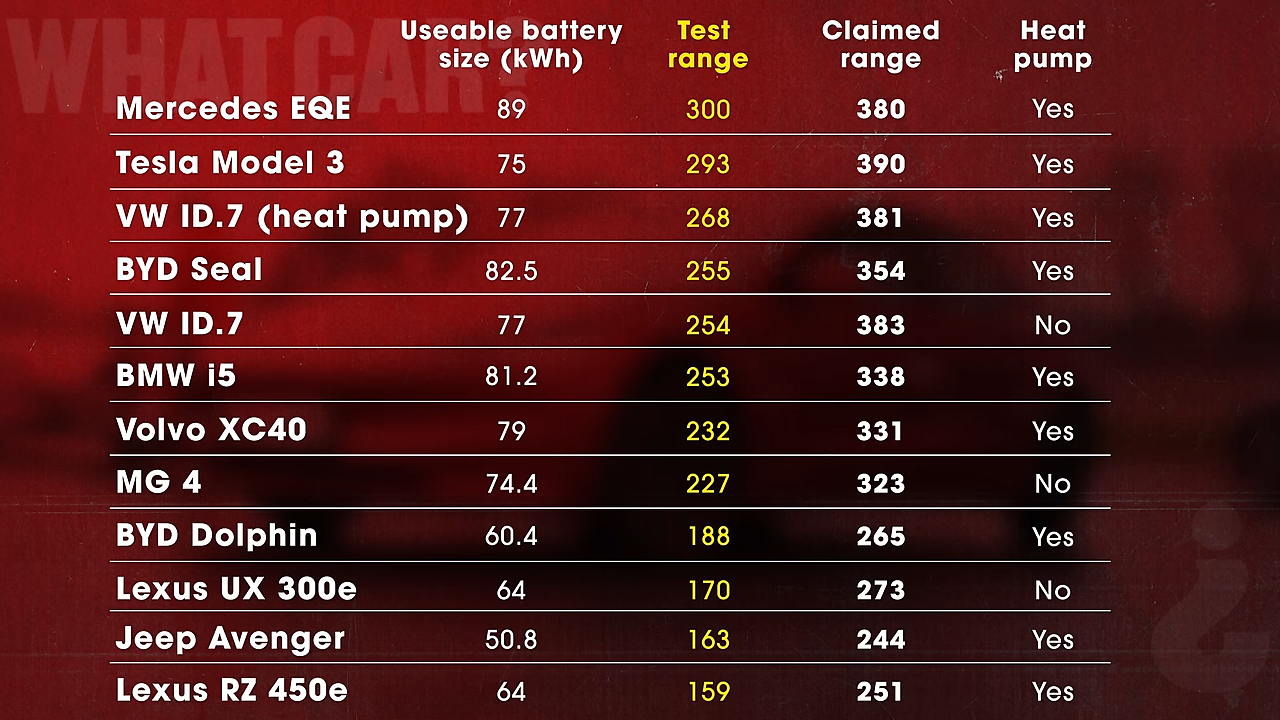 WHAT CAR?
Useable battery size (kWh) Test range Claimed range Heat pump
Mercedes EQE 89 300 380 Yes
Tesla Model 3 75 293 390 Yes
VW ID.7 (heat pump) 77 268 381 Yes
BYD Seal 82.5 255 354 Yes
VW ID.7 77 254 383 No
BMW i5 81.2 253 338 Yes
Volvo XC40 79 232 331 Yes
MG 4 74.4 227 323 No
BYD Dolphin 60.4 188 265 Yes
Lexus UX 300e 64 170 273 No
Jeep Avenger 50.8 163 244 Yes
Lexus RZ 450e 64 159 251 Yes